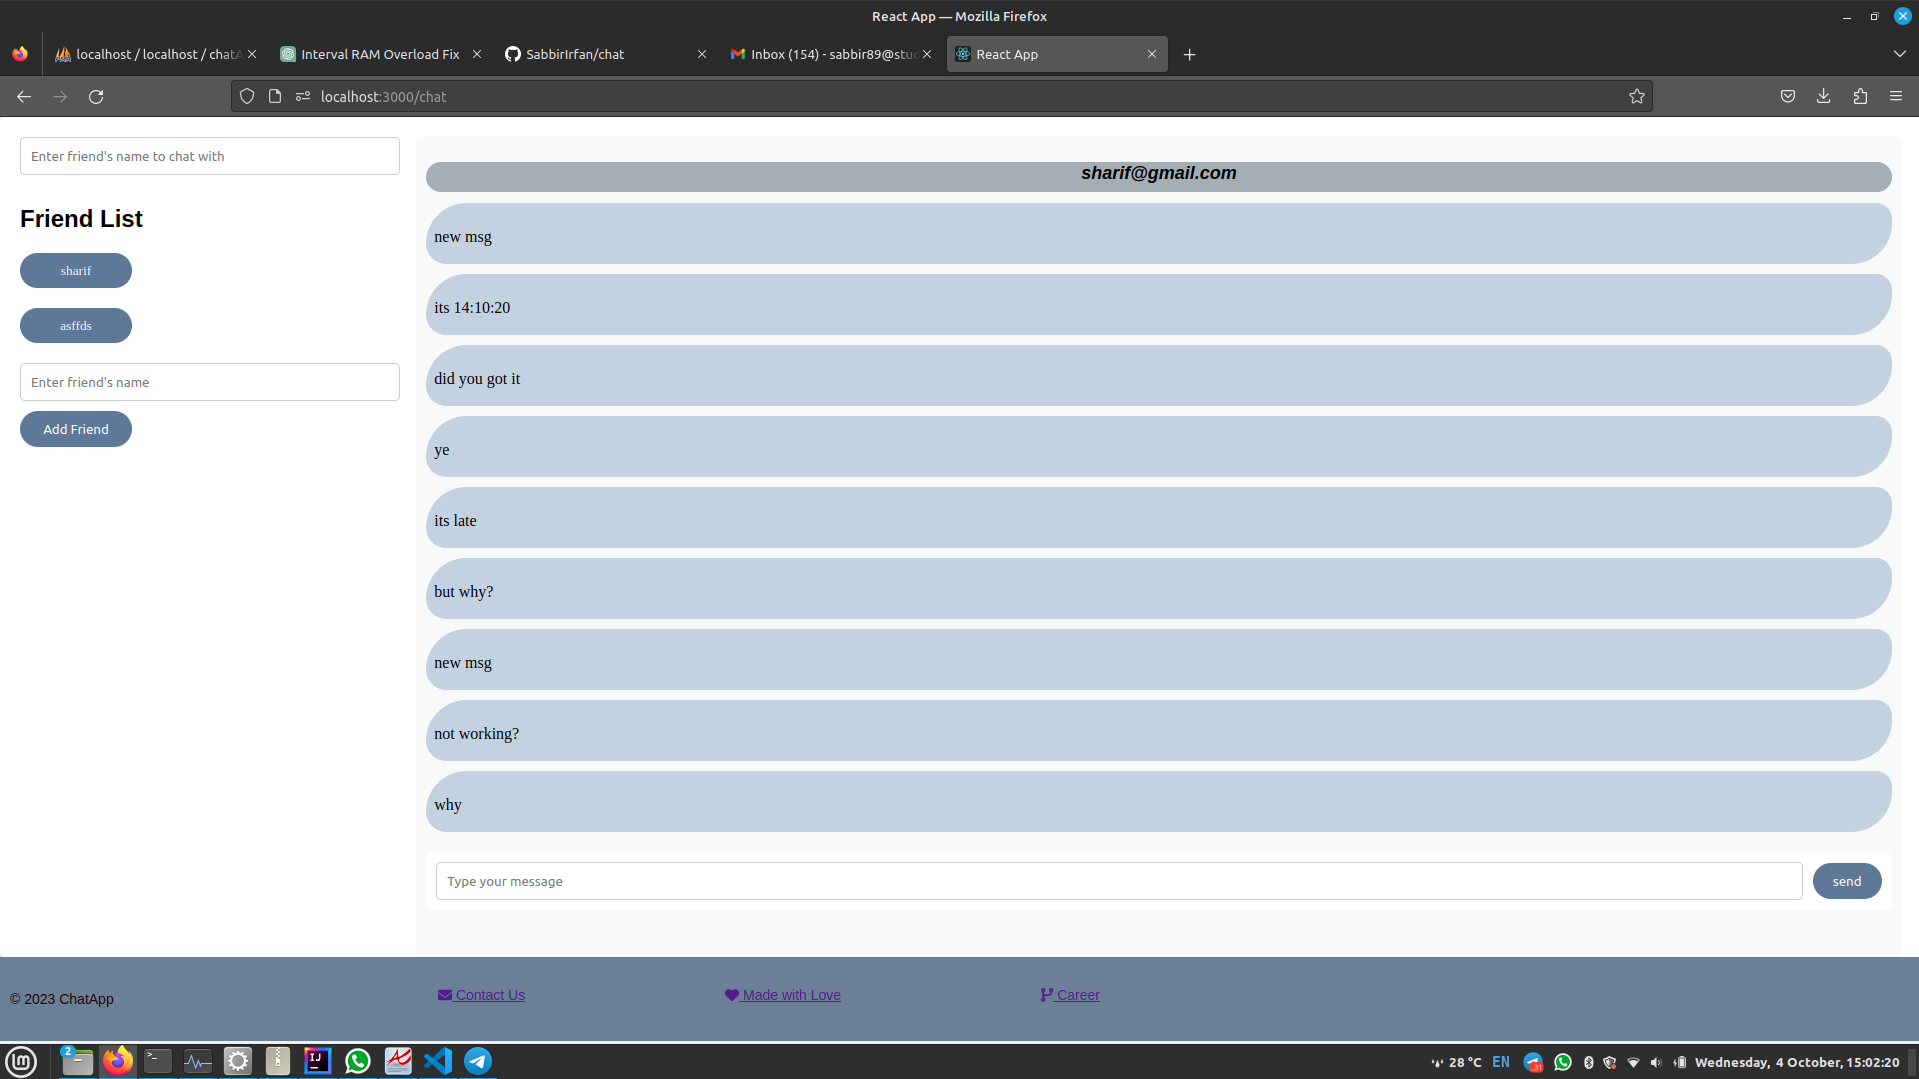 React App — Mozilla Firefox
localhost / localhost / chatA
Interval RAM Overload Fix
SabbirIrfan/chat
Inbox (154) - sabbir89@stud
React App
localhost:3000/chat
Enter friend's name to chat with
Friend List
sharif
asffds
Enter friend's name
Add Friend
sharif@gmail.com
new msg
its 14:10:20
did you got it
ye
its late
but why?
new msg
not working?
why
Type your message
send
© 2023 ChatApp
Contact Us
Made with Love
Career
2
28 °C EN Wednesday, 4 October, 15:02:20